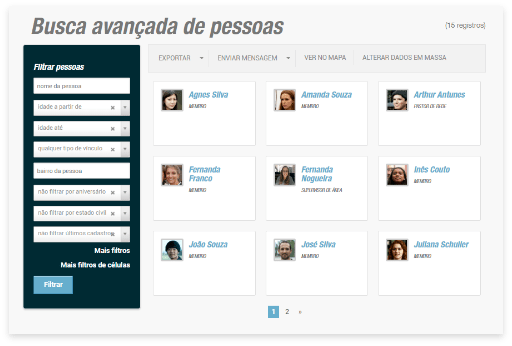 Busca avançada de pessoas
(15 registros)
Filtrar pessoas
nome da pessoa
Idade a partir de
Idade até
qualquer tipo de vínculo
bairro da pessoa
não filtrar por aniversário
não filtrar por estado civil
não filtrar últimos cadastros
Mais filtros
Mais filtros de células
Filtrar
EXPORTAR
ENVIAR MENSAGEM
VER NO MAPA
ALTERAR DADOS EM MASSA
Agnes Silva
MEMBRO
Amanda Souza
MEMBRO
Arthur Antunes
PASTOR DE REDE
Fernanda
Franco
MEMBRO
Fernanda
Nogueira
SUPERVISOR DE ÁREA
Inês Couto
MEMBRO
João Souza
MEMBRO
José Silva
MEMBRO
Juliana Schuller
MEMBRO
1 2 »